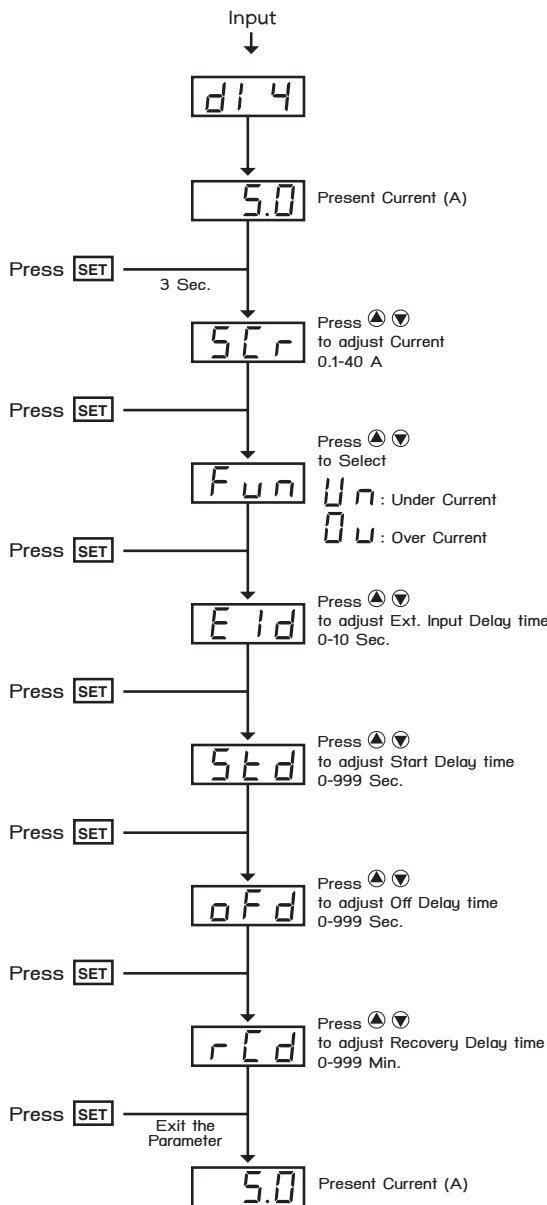 Input
dI 4
5.0
Present Current (A)
Press SET
3 Sec.
SCr
Press
to adjust Current
0.1-40 A
Press SET
Fun
Press
to Select
Un : Under Current
Ou : Over Current
Press SET
EId
Press
to adjust Ext. Input Delay time
0-10 Sec.
Press SET
Std
Press
to adjust Start Delay time
0-999 Sec.
Press SET
oFd
Press
to adjust Off Delay time
0-999 Sec.
Press SET
rCd
Press
to adjust Recovery Delay time
0-999 Min.
Press SET
Exit the
Parameter
5.0
Present Current (A)